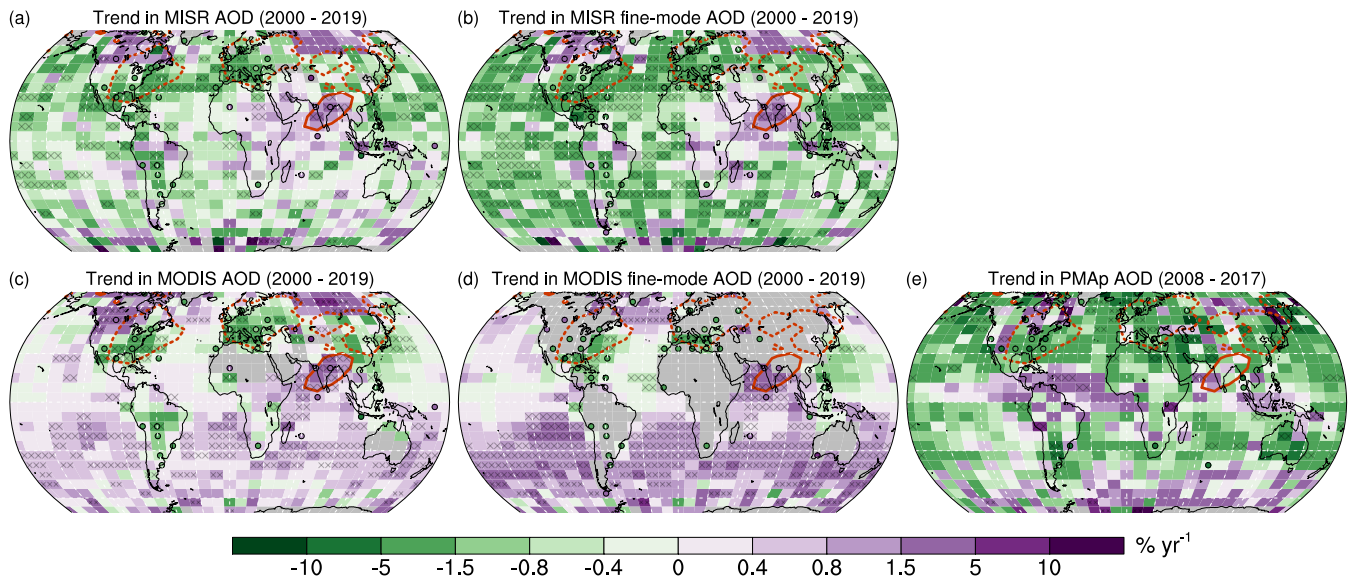 (a) Trend in MISR AOD (2000 - 2019)
(b) Trend in MISR fine-mode AOD (2000 - 2019)
(c) Trend in MODIS AOD (2000 - 2019)
(d) Trend in MODIS fine-mode AOD (2000 - 2019)
(e) Trend in PMAp AOD (2008 - 2017)
-10 -5 -1.5 -0.8 -0.4 0 0.4 0.8 1.5 5 10 % yr⁻¹